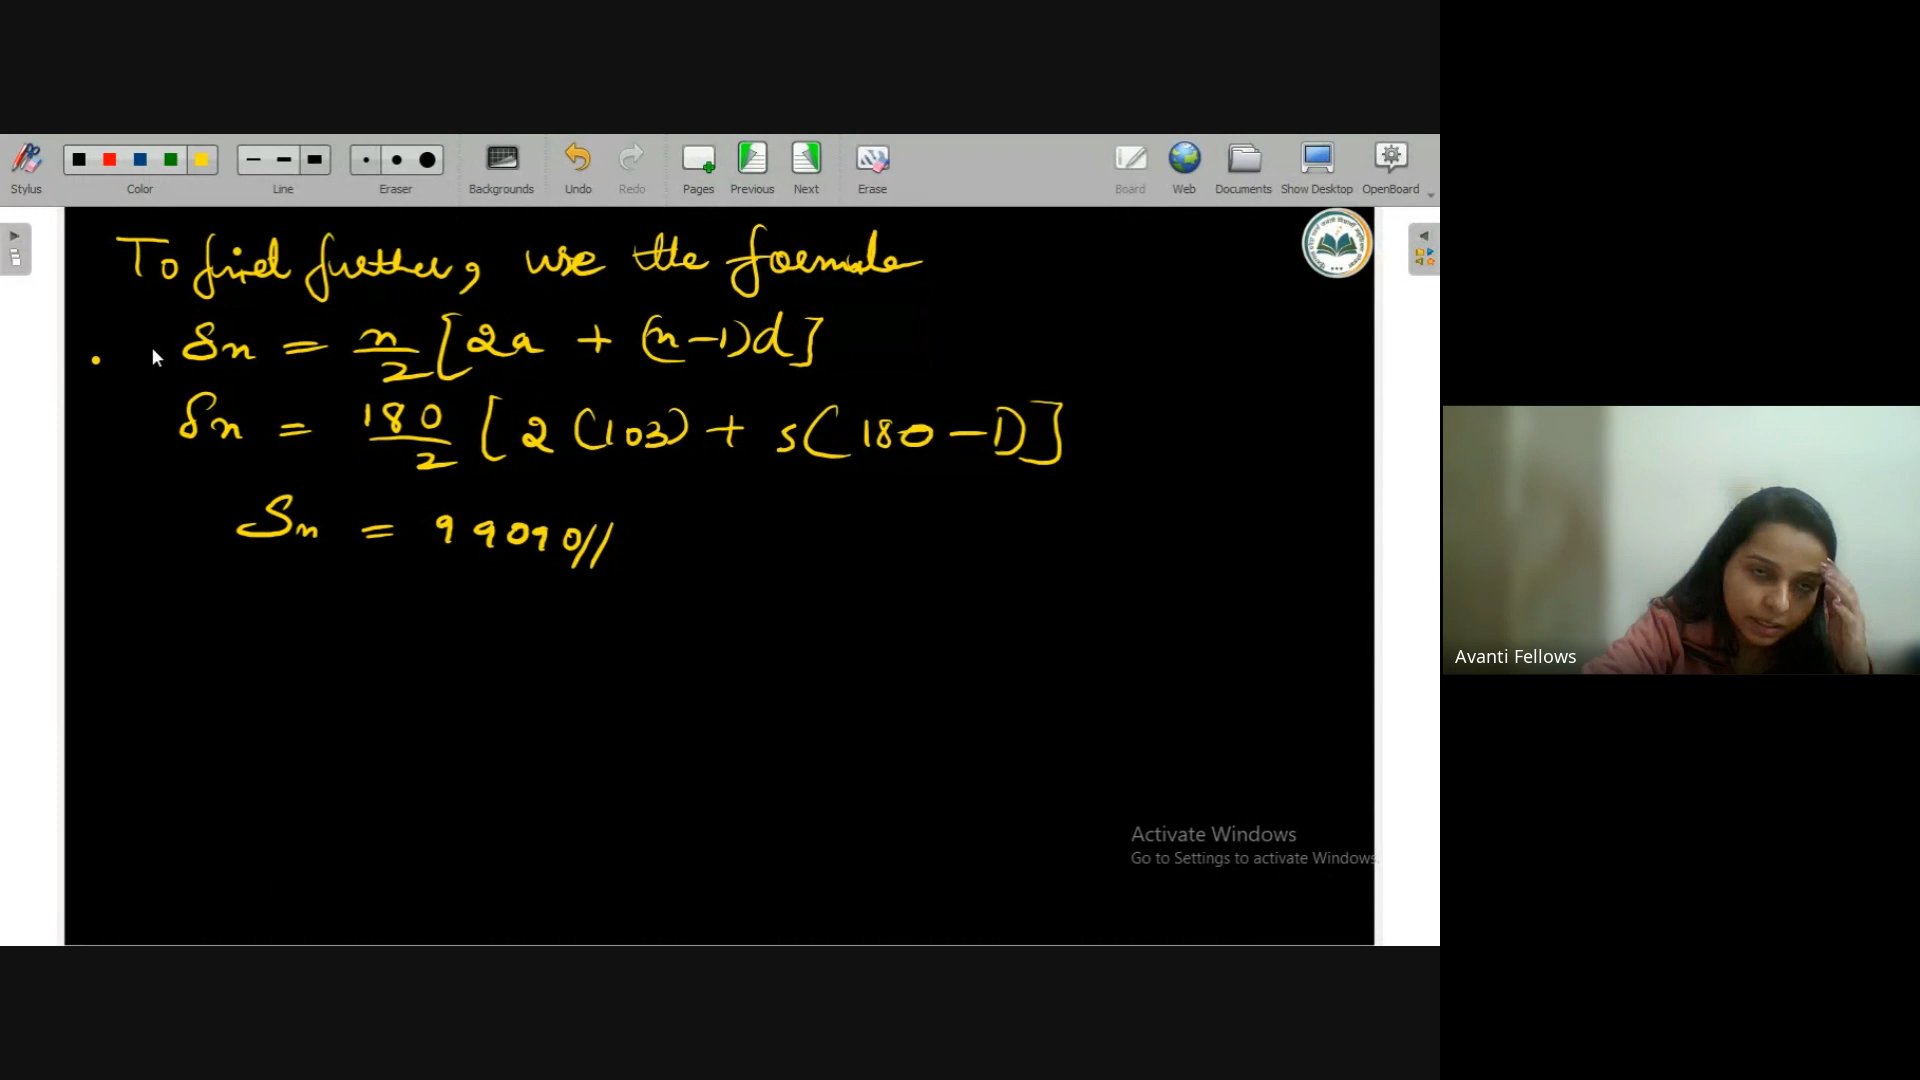 Stylus Color Line Eraser Backgrounds Undo Redo Pages Previous Next Erase Board Web Documents Show Desktop OpenBoard
To find further, use the formula
Sn = n/2 [2a + (n-1)d]
Sn = 180/2 [2(103) + 5(180-1)]
Sn = 99090//
Avanti Fellows
Activate Windows
Go to Settings to activate Windows.